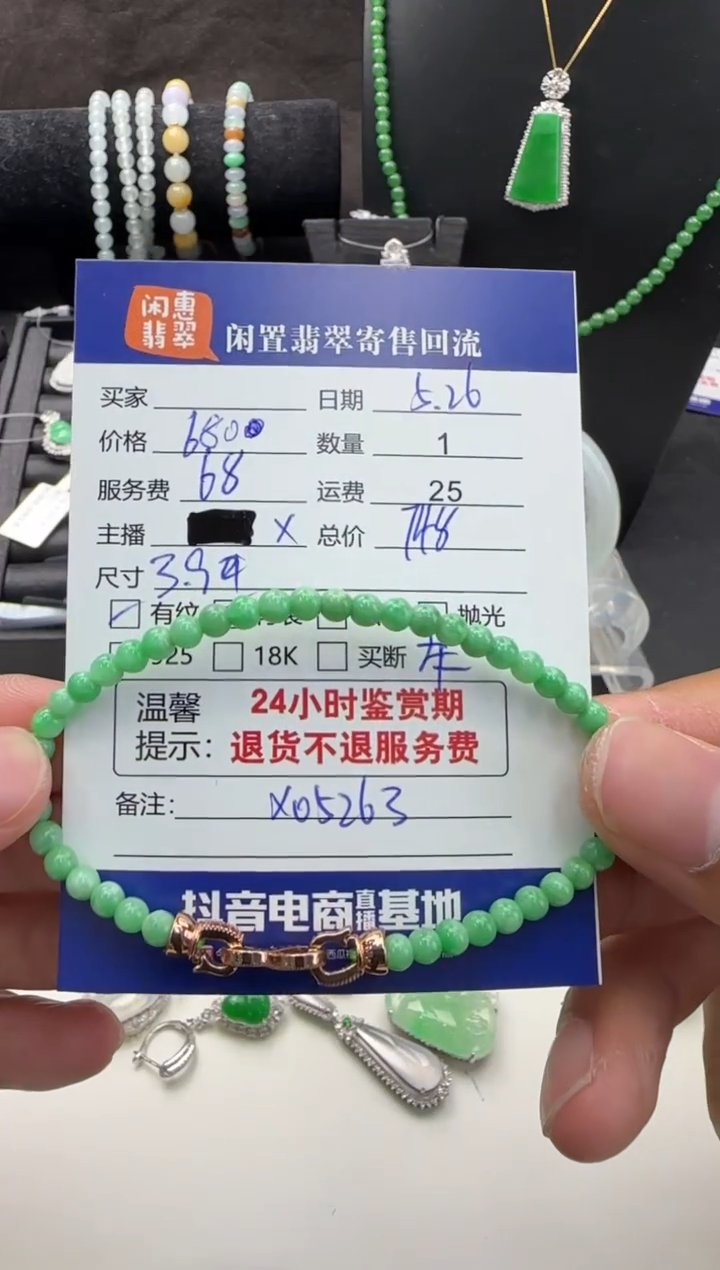 闲惠
翡翠
闲置翡翠寄售回流
买家 日期 5.26
价格 680 数量 1
服务费 68 运费 25
主播 X 总价
尺寸 3.9
有纹 抛光
925 18K 买断
温馨 24小时鉴赏期
提示: 退货不退服务费
备注: X05263
抖音电商直播基地